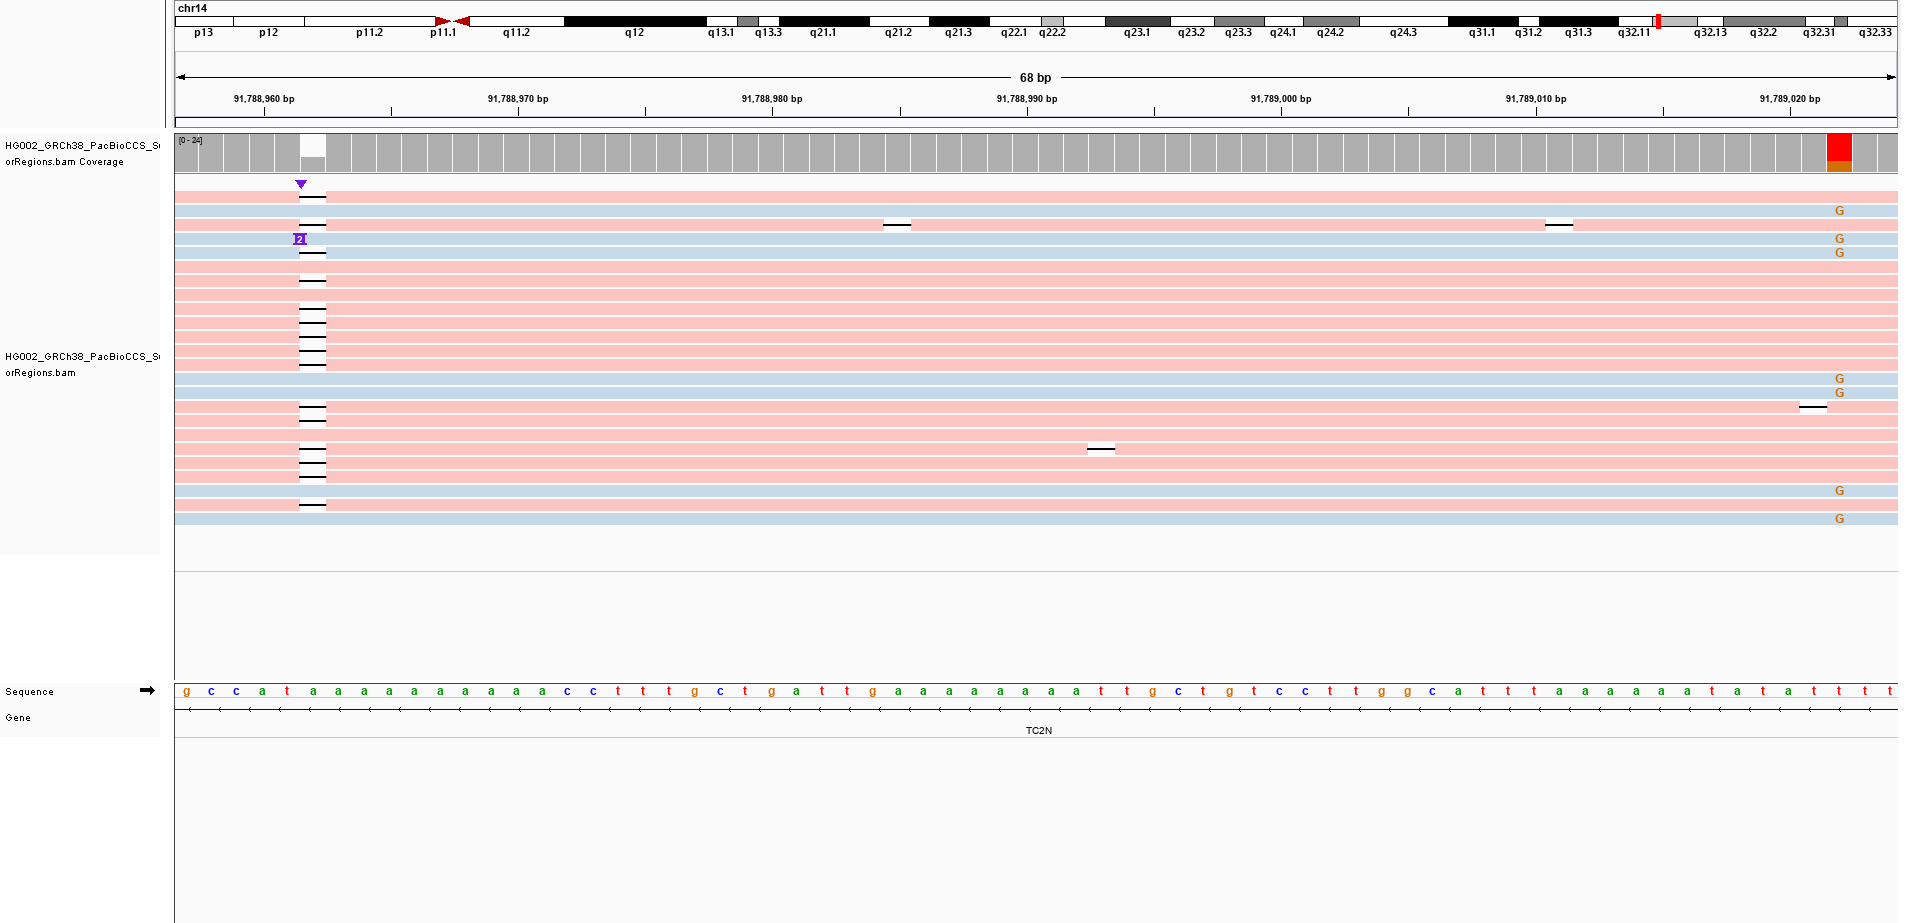 chr14
p13 p12 p11.2 p11.1 q11.2 q12 q13.1 q13.3 q21.1 q21.2 q21.3 q22.1 q22.2 q23.1 q23.2 q23.3 q24.1 q24.2 q24.3 q31.1 q31.2 q31.3 q32.11 q32.13 q32.2 q32.31 q32.33
68 bp
91,788,960 bp 91,788,970 bp 91,788,980 bp 91,788,990 bp 91,789,000 bp 91,789,010 bp 91,789,020 bp
HG002_GRCh38_PacBioCCS_S
orRegions.bam Coverage
[0 - 24]
G
2
G
G
HG002_GRCh38_PacBioCCS_S
orRegions.bam
G
G
G
G
Sequence
g c c a t a a a a a a a a a a c c t t t g c t g a t t g a a a a a a a a t t g c t g t c c t t g g c a t t t a a a a a a t a t a t t t t
Gene
TC2N